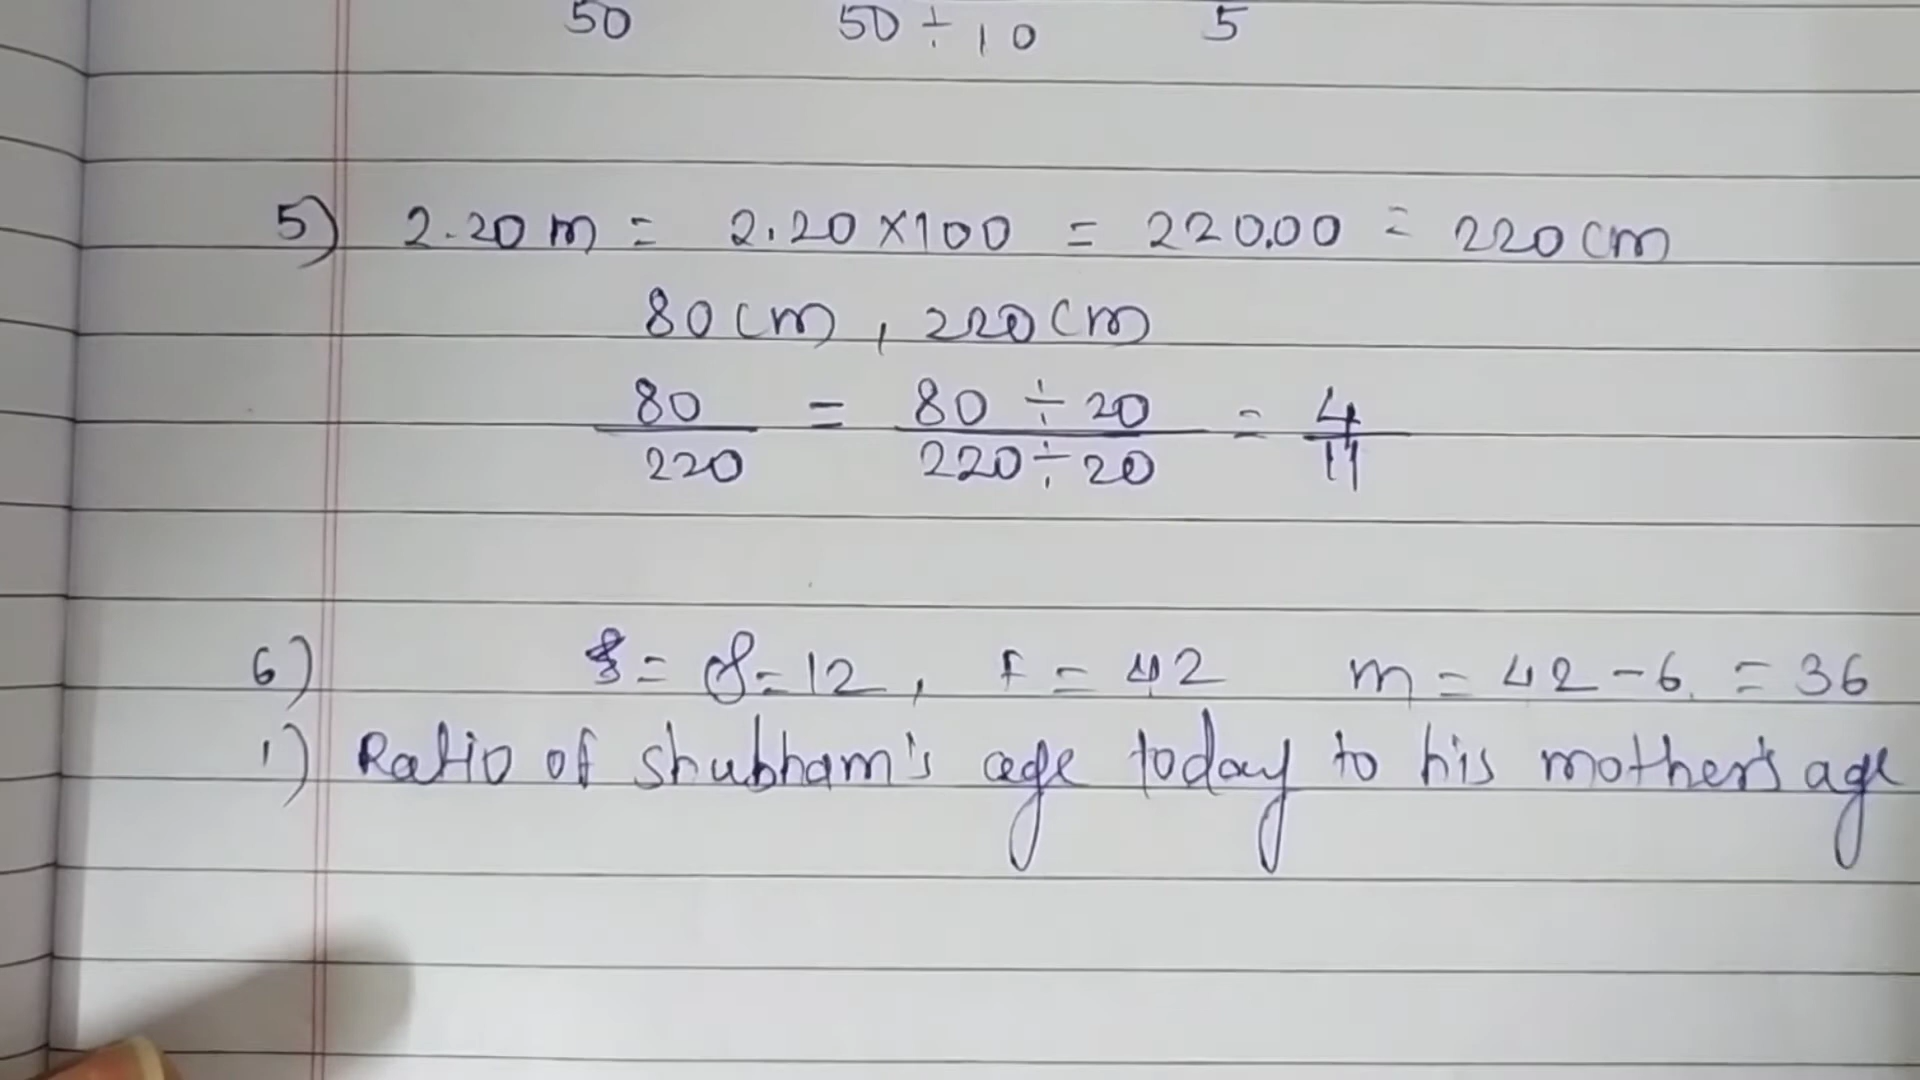 50 50 ÷ 10 5
5) 2.20 m = 2.20 × 100 = 220.00 = 220 cm
80 cm , 220 cm
80 = 80 ÷ 20 = 4
220 220 ÷ 20 11
6) = S = 12 , F = 42 m = 42 - 6 = 36
1) Ratio of shubham's age today to his mother's age